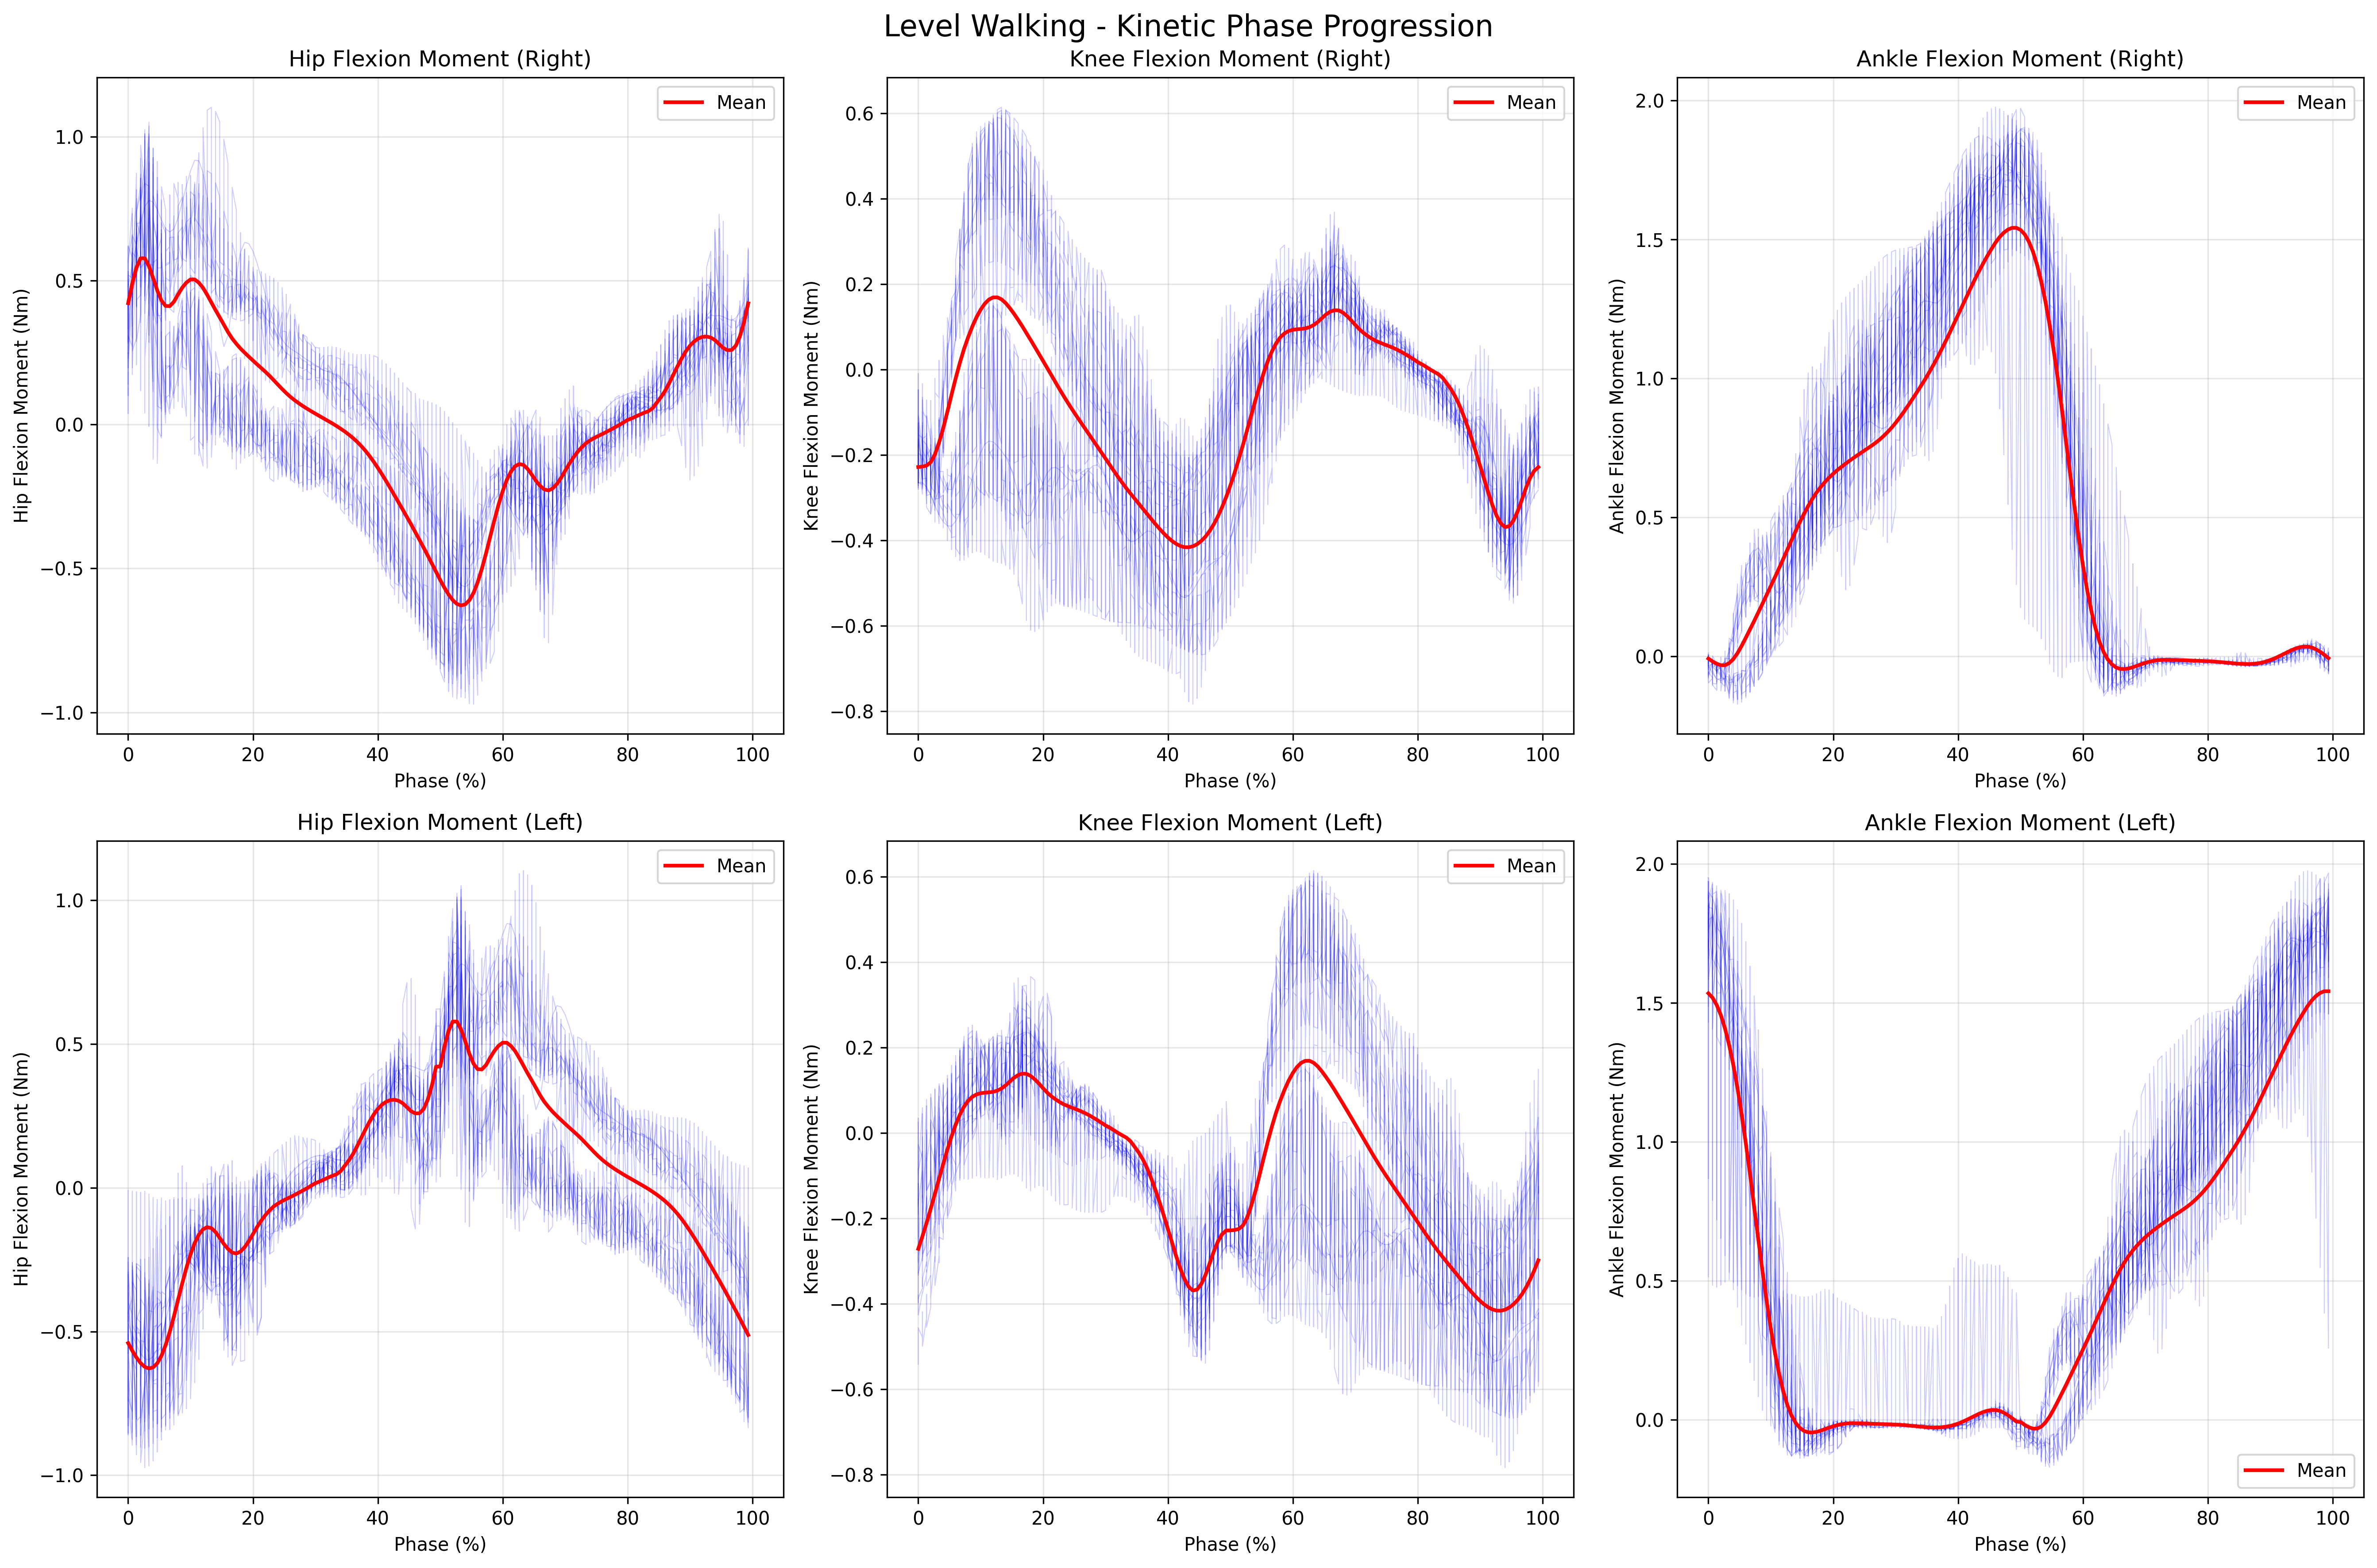 Level Walking - Kinetic Phase Progression
Hip Flexion Moment (Right)
Hip Flexion Moment (Nm)
1.0
0.5
0.0
−0.5
−1.0
Mean
0 20 40 60 80 100
Phase (%)
Knee Flexion Moment (Right)
Knee Flexion Moment (Nm)
0.6
0.4
0.2
0.0
−0.2
−0.4
−0.6
−0.8
Mean
0 20 40 60 80 100
Phase (%)
Ankle Flexion Moment (Right)
Ankle Flexion Moment (Nm)
2.0
1.5
1.0
0.5
0.0
Mean
0 20 40 60 80 100
Phase (%)
Hip Flexion Moment (Left)
Hip Flexion Moment (Nm)
1.0
0.5
0.0
−0.5
−1.0
Mean
0 20 40 60 80 100
Phase (%)
Knee Flexion Moment (Left)
Knee Flexion Moment (Nm)
0.6
0.4
0.2
0.0
−0.2
−0.4
−0.6
−0.8
Mean
0 20 40 60 80 100
Phase (%)
Ankle Flexion Moment (Left)
Ankle Flexion Moment (Nm)
2.0
1.5
1.0
0.5
0.0
Mean
0 20 40 60 80 100
Phase (%)